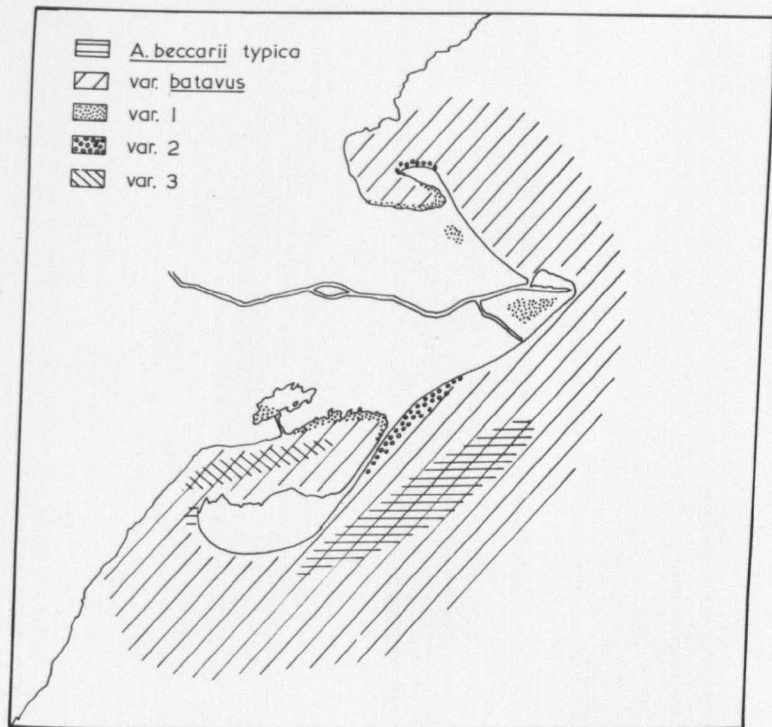 A. beccarii typica
var. batavus
var. 1
var. 2
var. 3